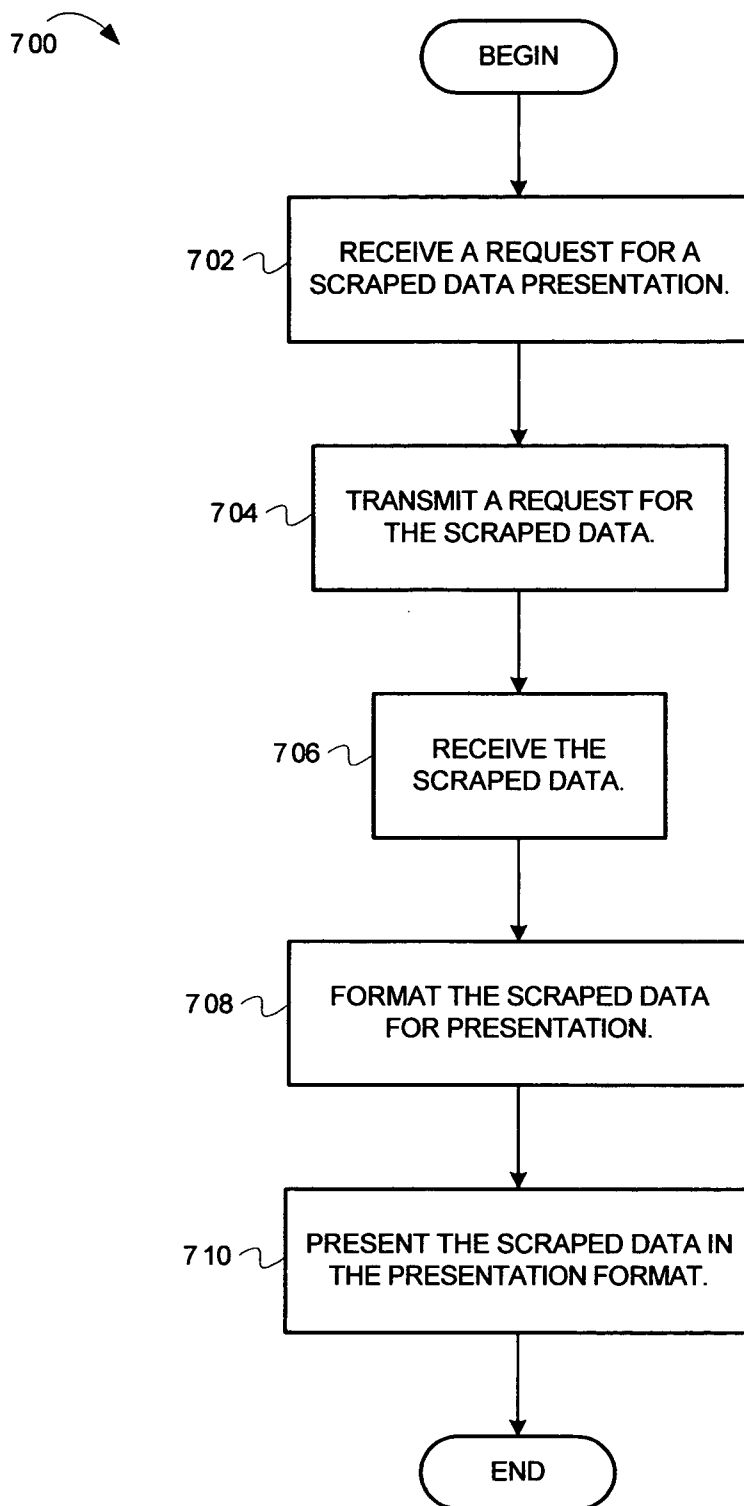 700
BEGIN
702
RECEIVE A REQUEST FOR A
SCRAPED DATA PRESENTATION.
704
TRANSMIT A REQUEST FOR
THE SCRAPED DATA.
706
RECEIVE THE
SCRAPED DATA.
708
FORMAT THE SCRAPED DATA
FOR PRESENTATION.
710
PRESENT THE SCRAPED DATA IN
THE PRESENTATION FORMAT.
END